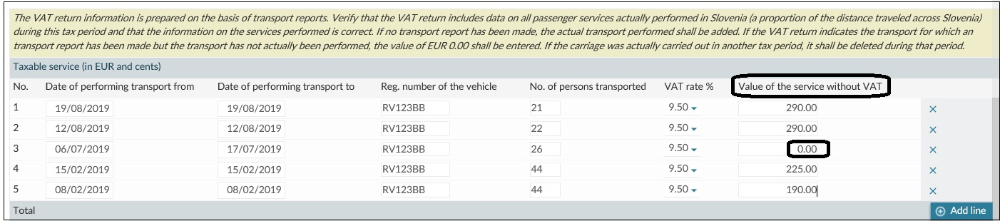 The VAT return information is prepared on the basis of transport reports. Verify that the VAT return includes data on all passenger services actually performed in Slovenia (a proportion of the distance traveled across Slovenia)
during this tax period and that the information on the services performed is correct. If no transport report has been made, the actual transport performed shall be added. If the VAT return indicates the transport for which an
transport report has been made but the transport has not actually been performed, the value of EUR 0.00 shall be entered. If the carriage was actually carried out in another tax period, it shall be deleted during that period.
Taxable service (in EUR and cents)
No. Date of performing transport from Date of performing transport to Reg. number of the vehicle No. of persons transported VAT rate % Value of the service without VAT
1 19/08/2019 19/08/2019 RV123BB 21 9.50 290.00 ×
2 12/08/2019 12/08/2019 RV123BB 22 9.50 290.00 ×
3 06/07/2019 17/07/2019 RV123BB 26 9.50 0.00 ×
4 15/02/2019 15/02/2019 RV123BB 44 9.50 225.00 ×
5 08/02/2019 08/02/2019 RV123BB 44 9.50 190.00 ×
Total Add line